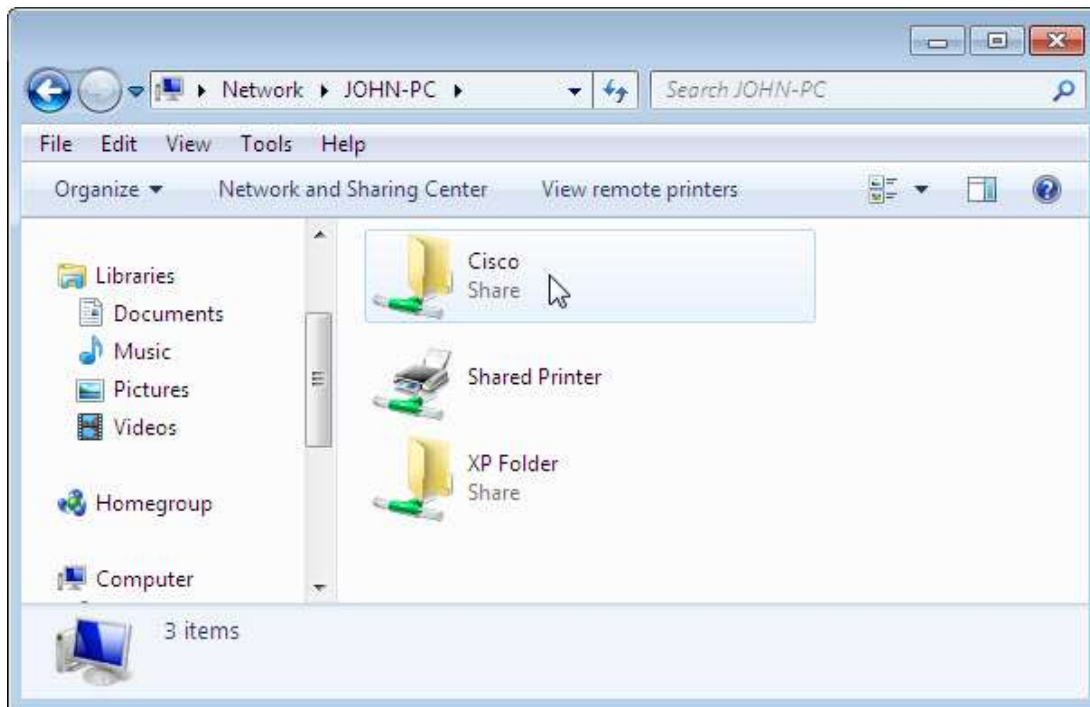 Network JOHN-PC
Search JOHN-PC
File Edit View Tools Help
Organize Network and Sharing Center View remote printers
Libraries
Documents
Music
Pictures
Videos
Homegroup
Computer
Cisco
Share
Shared Printer
XP Folder
Share
3 items